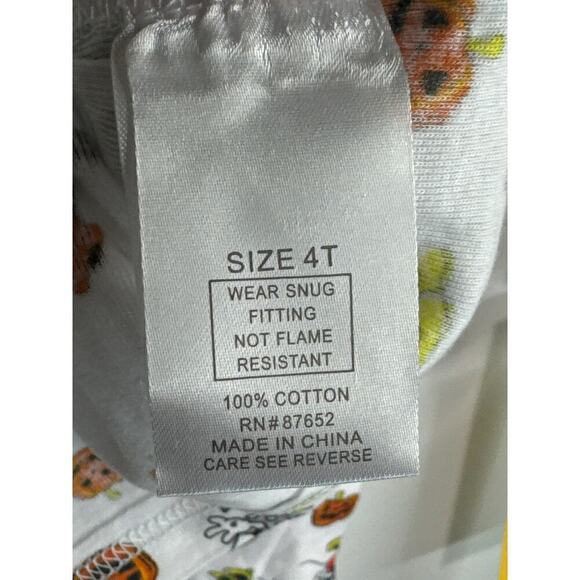 SIZE 4T
WEAR SNUG
FITTING
NOT FLAME
RESISTANT
100% COTTON
RN#87652
MADE IN CHINA
CARE SEE REVERSE